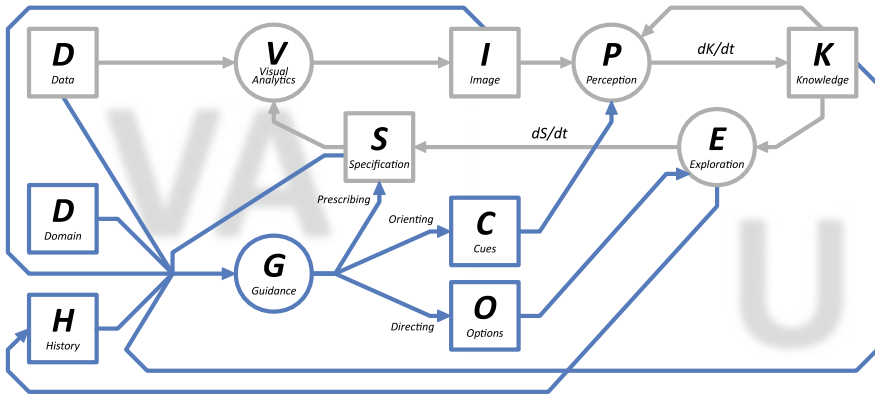 D
Data
V
Visual
Analytics
I
Image
P
Perception
dK/dt
K
Knowledge
S
Specification
dS/dt
E
Exploration
VA
D
Domain
Prescribing
Orienting
C
Cues
U
G
Guidance
H
History
Directing
O
Options